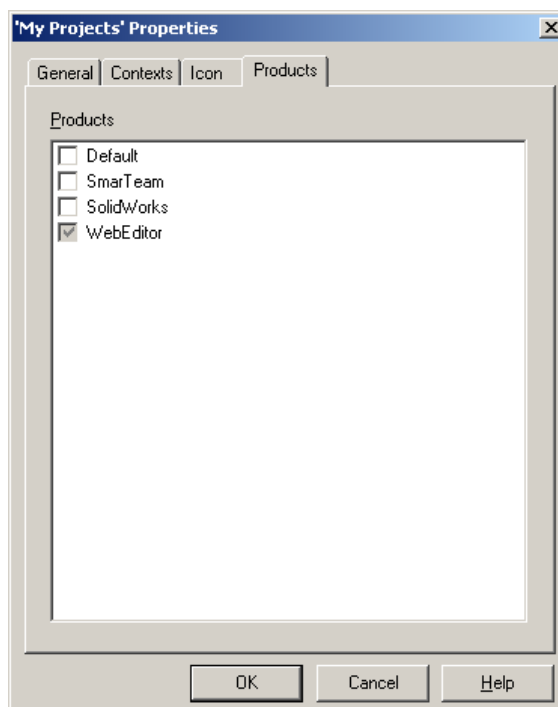 'My Projects' Properties
General Contexts Icon Products
Products
Default
SmarTeam
SolidWorks
WebEditor
OK Cancel Help